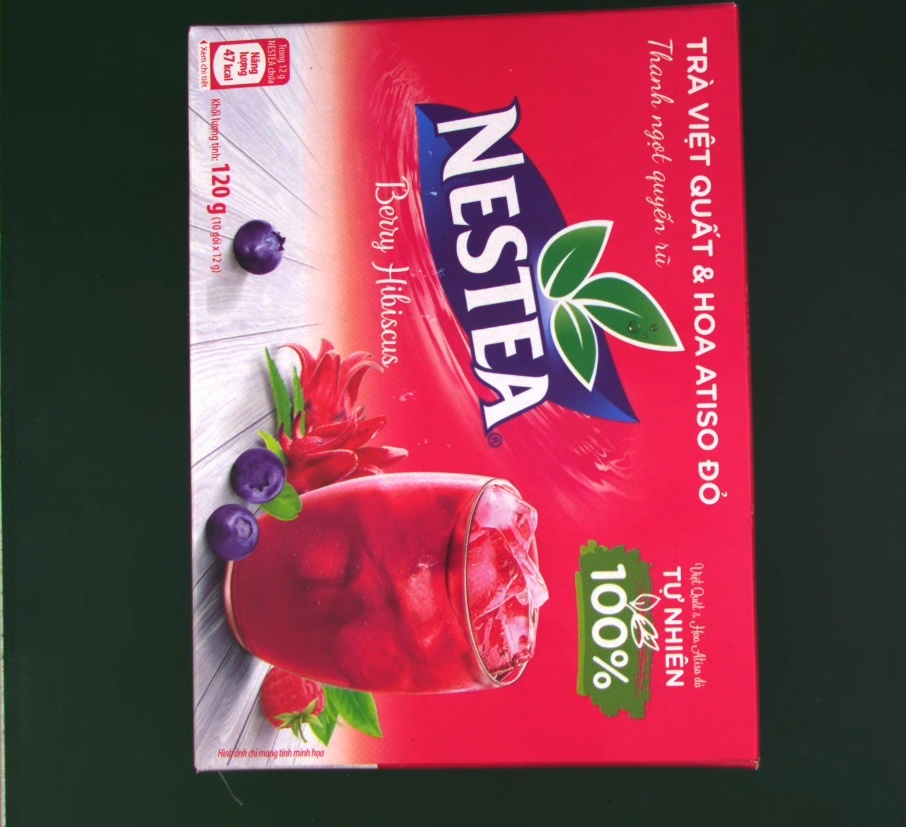 TRÀ VIỆT QUẤT & HOA ATISO ĐỎ
Thanh ngọt quyến rũ
NESTEA®
Berry Hibiscus
Việt Quất & Hoa Atiso đỏ
TỰ NHIÊN
100%
Trong 12 g
NESTEA chứa
Năng
lượng
47 kcal
Xem chi tiết
Khối lượng tịnh: 120 g (10 gói x 12 g)
Hình ảnh chỉ mang tính minh họa